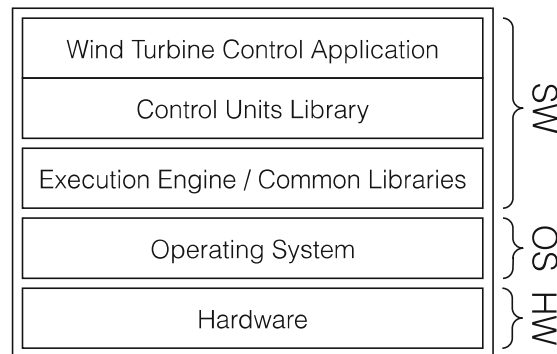 Wind Turbine Control Application
Control Units Library
Execution Engine / Common Libraries
SW
Operating System
OS
Hardware
HW